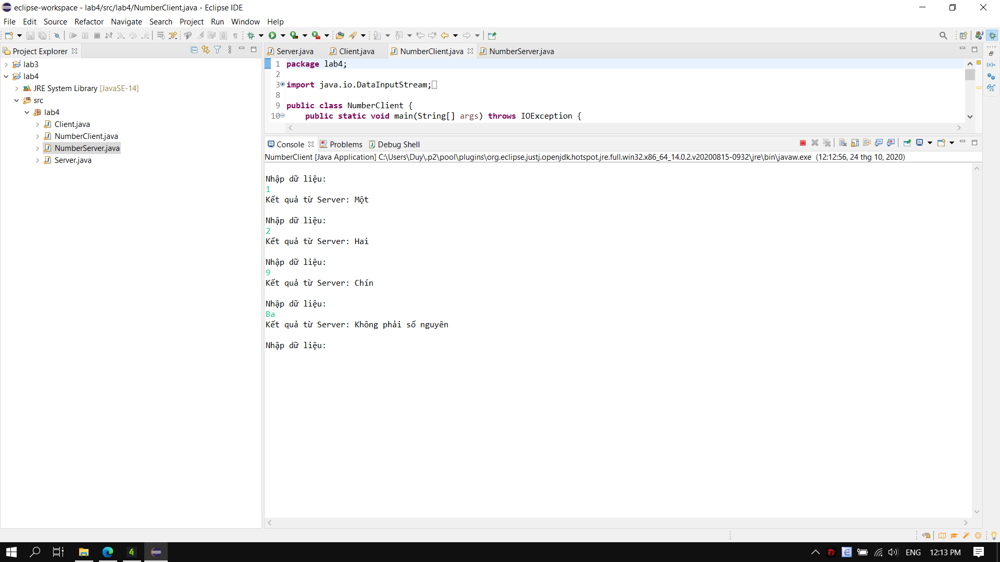 eclipse-workspace - lab4/src/lab4/NumberClient.java - Eclipse IDE
File Edit Source Refactor Navigate Search Project Run Window Help
Project Explorer
lab3
lab4
JRE System Library [JavaSE-14]
src
lab4
Client.java
NumberClient.java
NumberServer.java
Server.java
Server.java Client.java NumberClient.java NumberServer.java
1 package lab4;
2
3 import java.io.DataInputStream;
8
9 public class NumberClient {
10 public static void main(String[] args) throws IOException {
Console Problems Debug Shell
NumberClient [Java Application] C:\Users\Duy\.p2\pool\plugins\org.eclipse.justj.openjdk.hotspot.jre.full.win32.x86_64_14.0.2.v20200815-0932\jre\bin\javaw.exe (12:12:56, 24 thg 10, 2020)
Nhập dữ liệu:
1
Kết quả từ Server: Một
Nhập dữ liệu:
2
Kết quả từ Server: Hai
Nhập dữ liệu:
9
Kết quả từ Server: Chín
Nhập dữ liệu:
Ba
Kết quả từ Server: Không phải số nguyên
Nhập dữ liệu:
ENG 12:13 PM